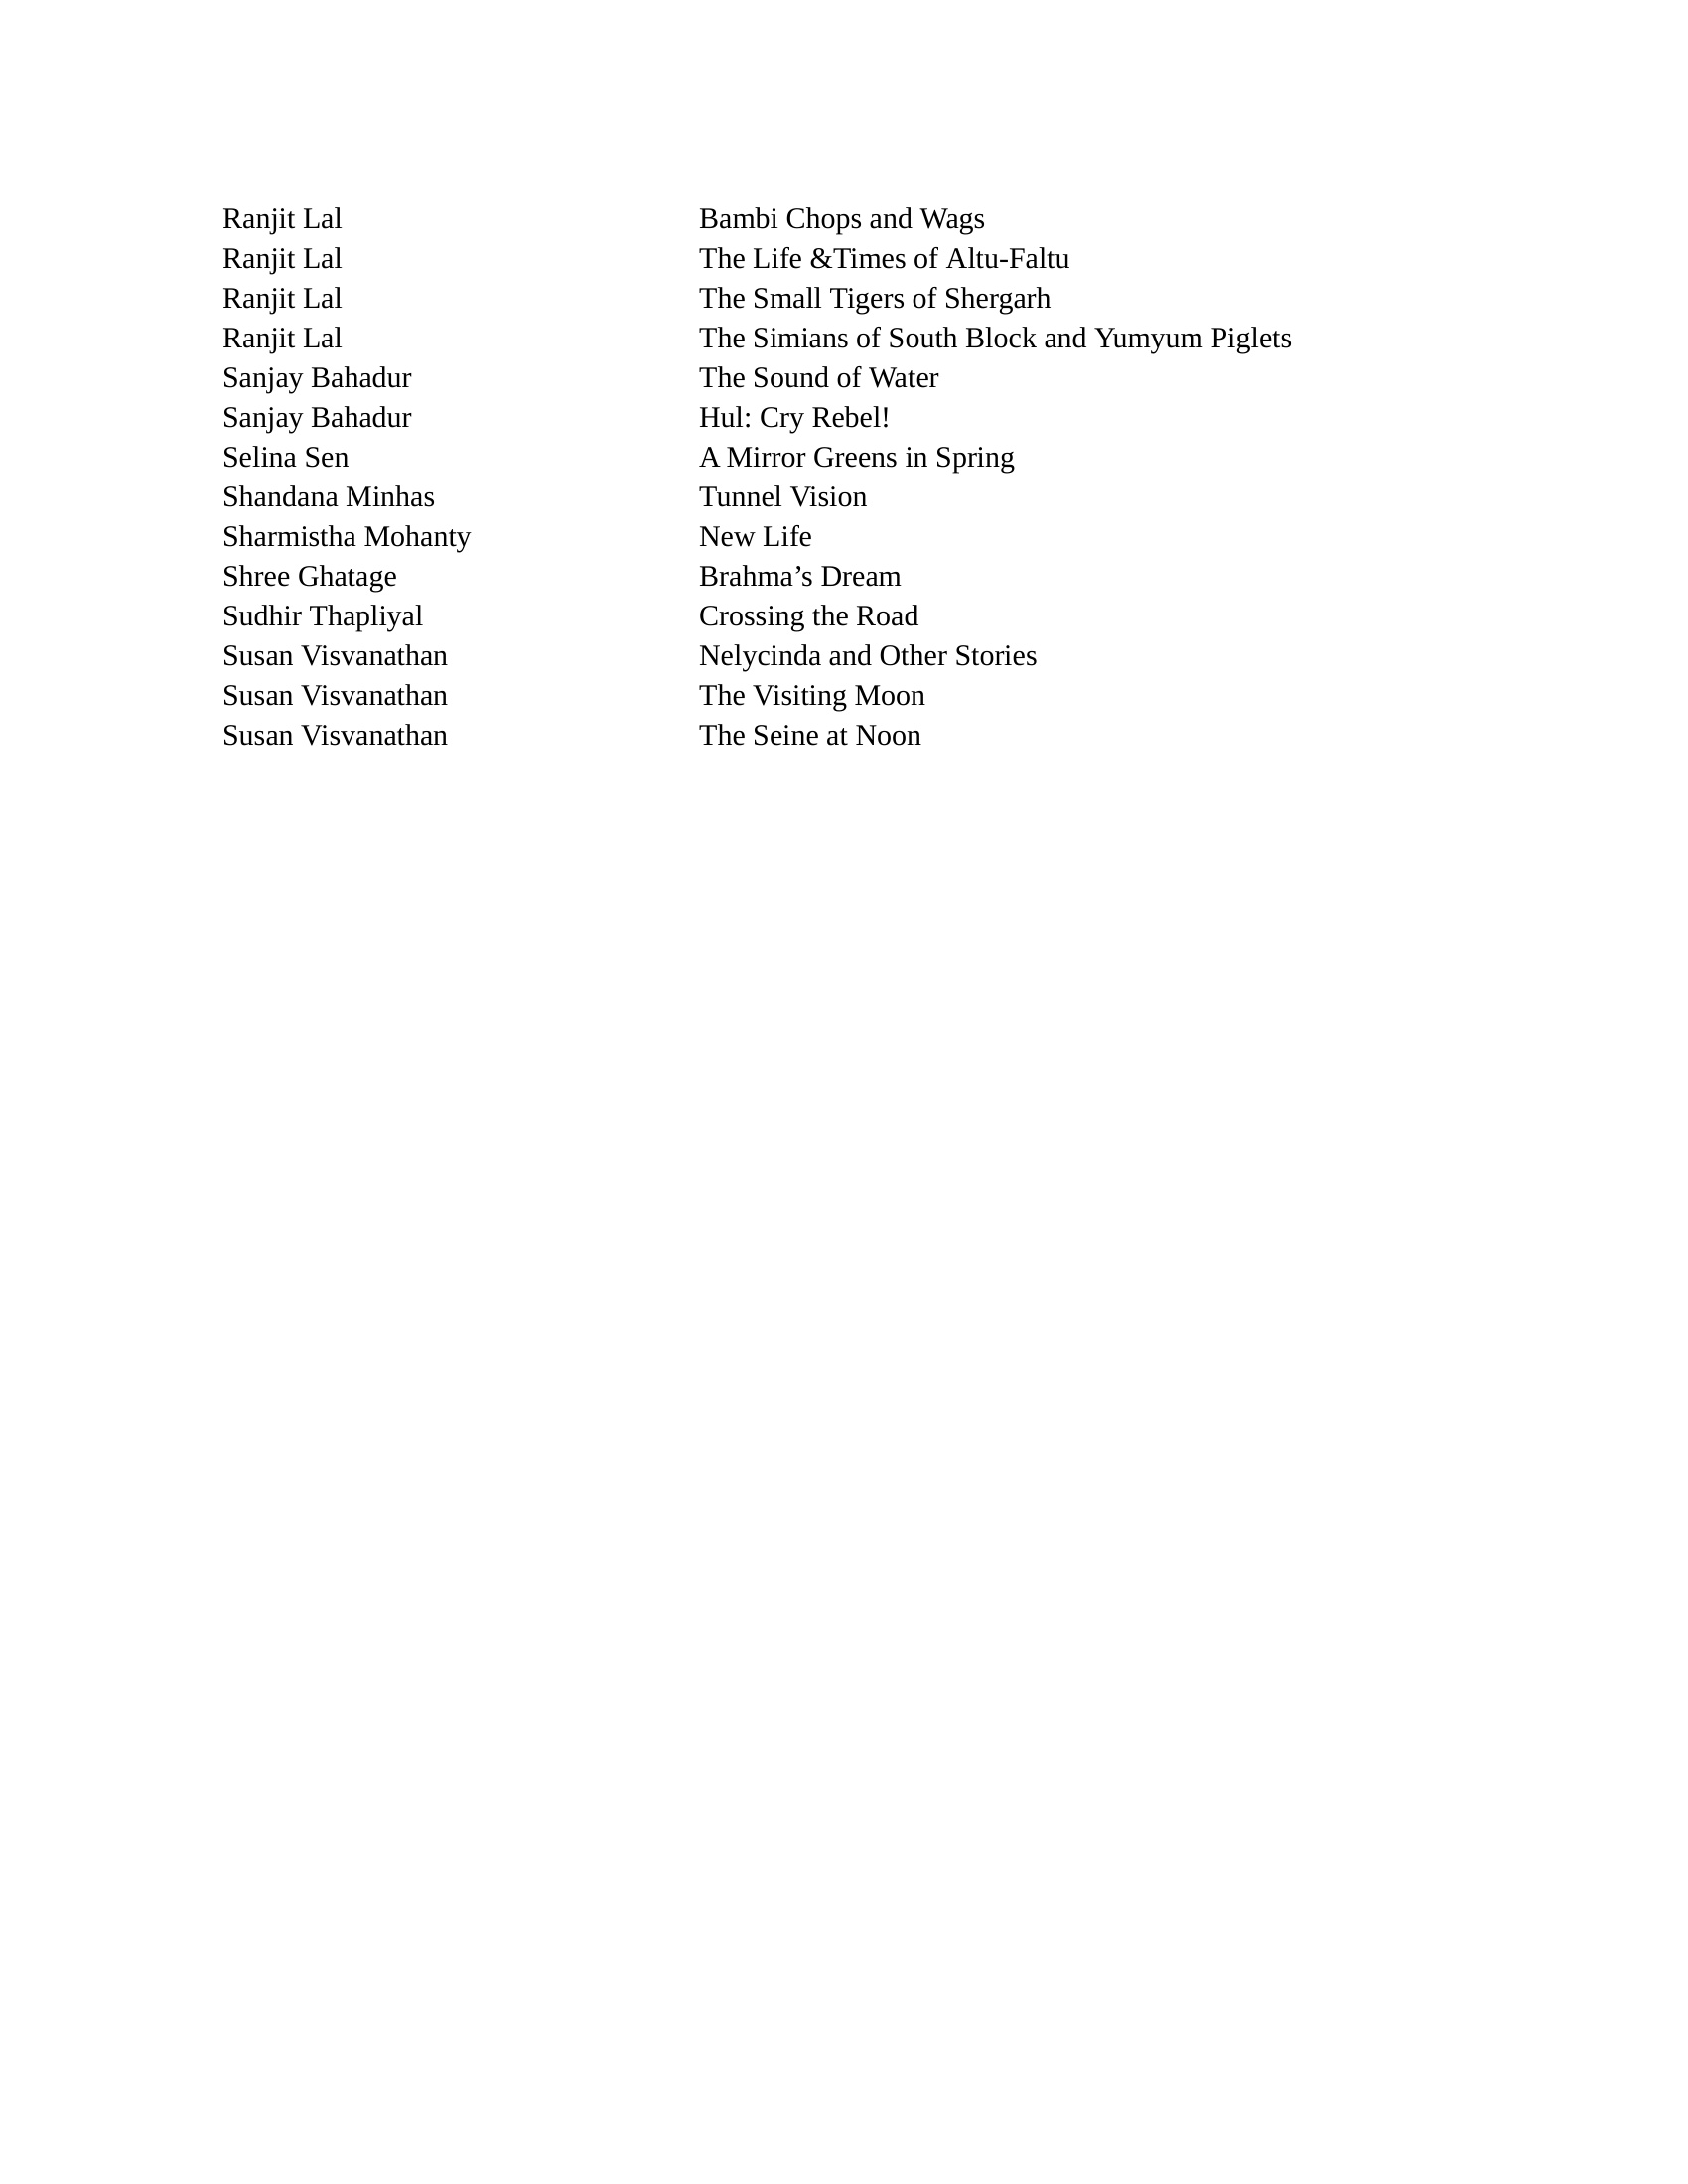 Ranjit Lal Bambi Chops and Wags
Ranjit Lal The Life &Times of Altu-Faltu
Ranjit Lal The Small Tigers of Shergarh
Ranjit Lal The Simians of South Block and Yumyum Piglets
Sanjay Bahadur The Sound of Water
Sanjay Bahadur Hul: Cry Rebel!
Selina Sen A Mirror Greens in Spring
Shandana Minhas Tunnel Vision
Sharmistha Mohanty New Life
Shree Ghatage Brahma’s Dream
Sudhir Thapliyal Crossing the Road
Susan Visvanathan Nelycinda and Other Stories
Susan Visvanathan The Visiting Moon
Susan Visvanathan The Seine at Noon